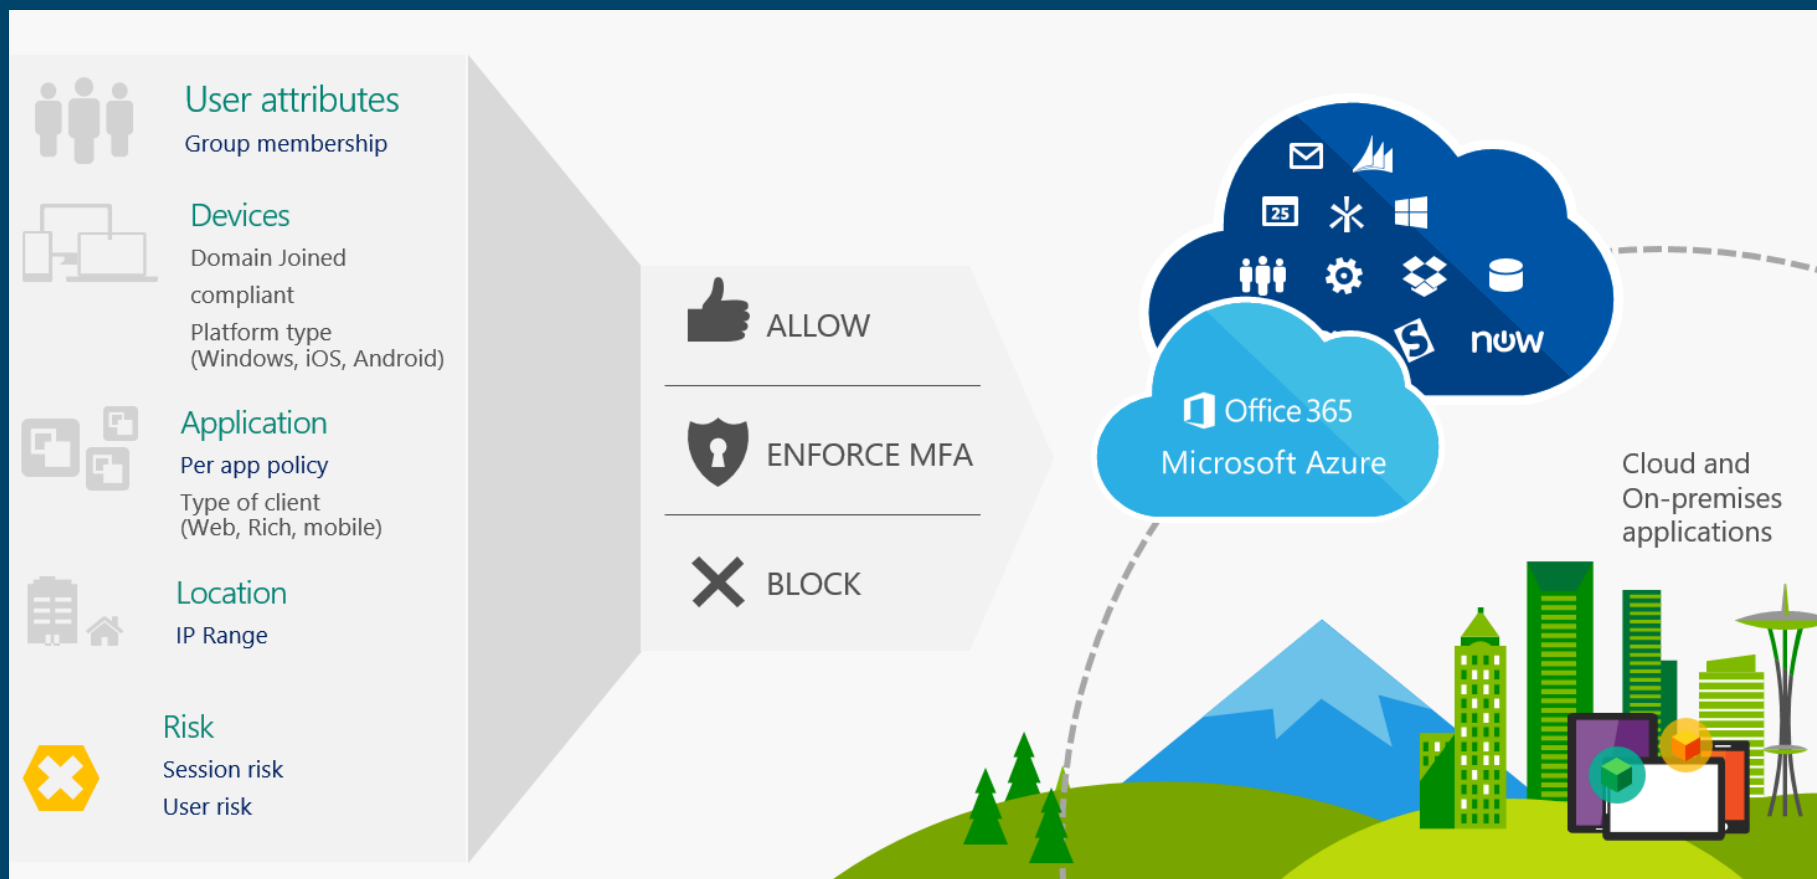 User attributes
Group membership
Devices
Domain Joined
compliant
Platform type
(Windows, iOS, Android)
Application
Per app policy
Type of client
(Web, Rich, mobile)
Location
IP Range
Risk
Session risk
User risk
ALLOW
ENFORCE MFA
BLOCK
25
S
now
Office 365
Microsoft Azure
Cloud and
On-premises
applications